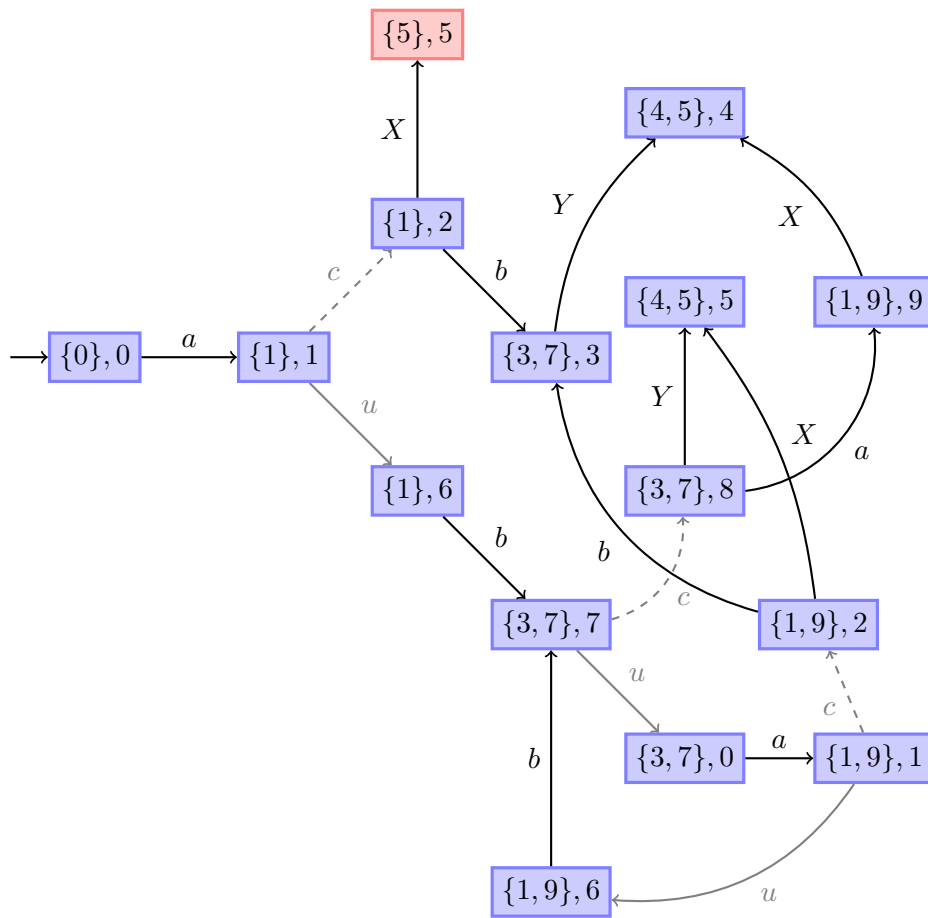 {5}, 5
X
{4, 5}, 4
Y
X
{1}, 2
c
b
{4, 5}, 5
{1, 9}, 9
{0}, 0
a
{1}, 1
{3, 7}, 3
Y
X
a
u
{1}, 6
{3, 7}, 8
b
b
c
{3, 7}, 7
{1, 9}, 2
u
c
b
{3, 7}, 0
a
{1, 9}, 1
{1, 9}, 6
u